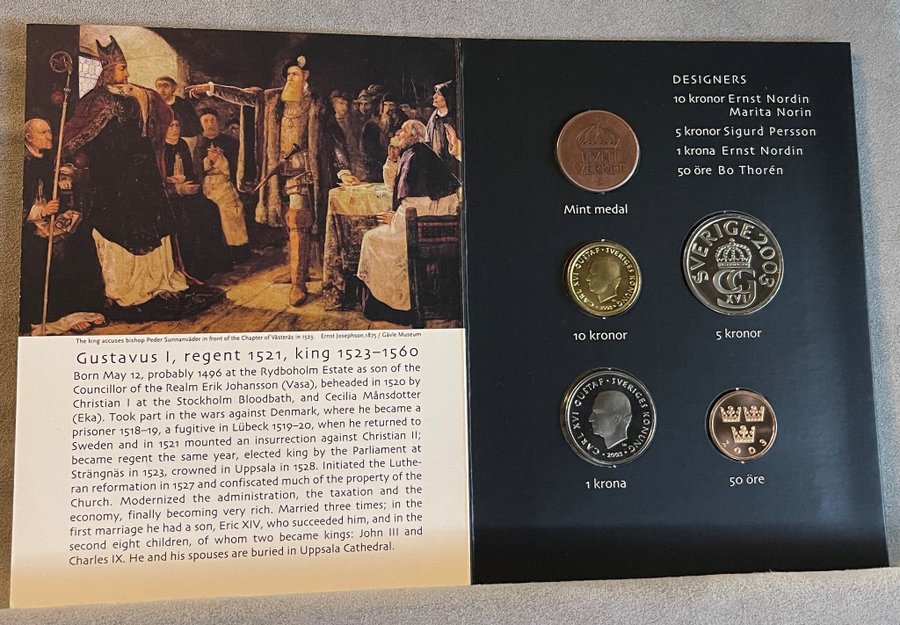 The king accuses bishop Peder Sunnanväder in front of the Chapter of Västerås in 1523. Ernst Josephson, 1875 / Gävle Museum
Gustavus I, regent 1521, king 1523–1560
Born May 12, probably 1496 at the Rydboholm Estate as son of the
Councillor of the Realm Erik Johansson (Vasa), beheaded in 1520 by
Christian I at the Stockholm Bloodbath, and Cecilia Månsdotter
(Eka). Took part in the wars against Denmark, where he became a
prisoner 1518–19, a fugitive in Lübeck 1519–20, when he returned to
Sweden and in 1521 mounted an insurrection against Christian II;
became regent the same year, elected king by the Parliament at
Strängnäs in 1523, crowned in Uppsala in 1528. Initiated the Luthe-
ran reformation in 1527 and confiscated much of the property of the
Church. Modernized the administration, the taxation and the
economy, finally becoming very rich. Married three times; in the
first marriage he had a son, Eric XIV, who succeeded him, and in the
second eight children, of whom two became kings: John III and
Charles IX. He and his spouses are buried in Uppsala Cathedral.
DESIGNERS
10 kronor Ernst Nordin
Marita Norin
5 kronor Sigurd Persson
1 krona Ernst Nordin
50 öre Bo Thorén
MYNT
VERKET
Mint medal
CARL XVI GUSTAF · SVERIGES KONUNG
2003
10 kronor
SVERIGE 2003
XVI
5 kronor
CARL XVI GUSTAF · SVERIGES KONUNG
· 2003 ·
1 krona
2003
50 öre